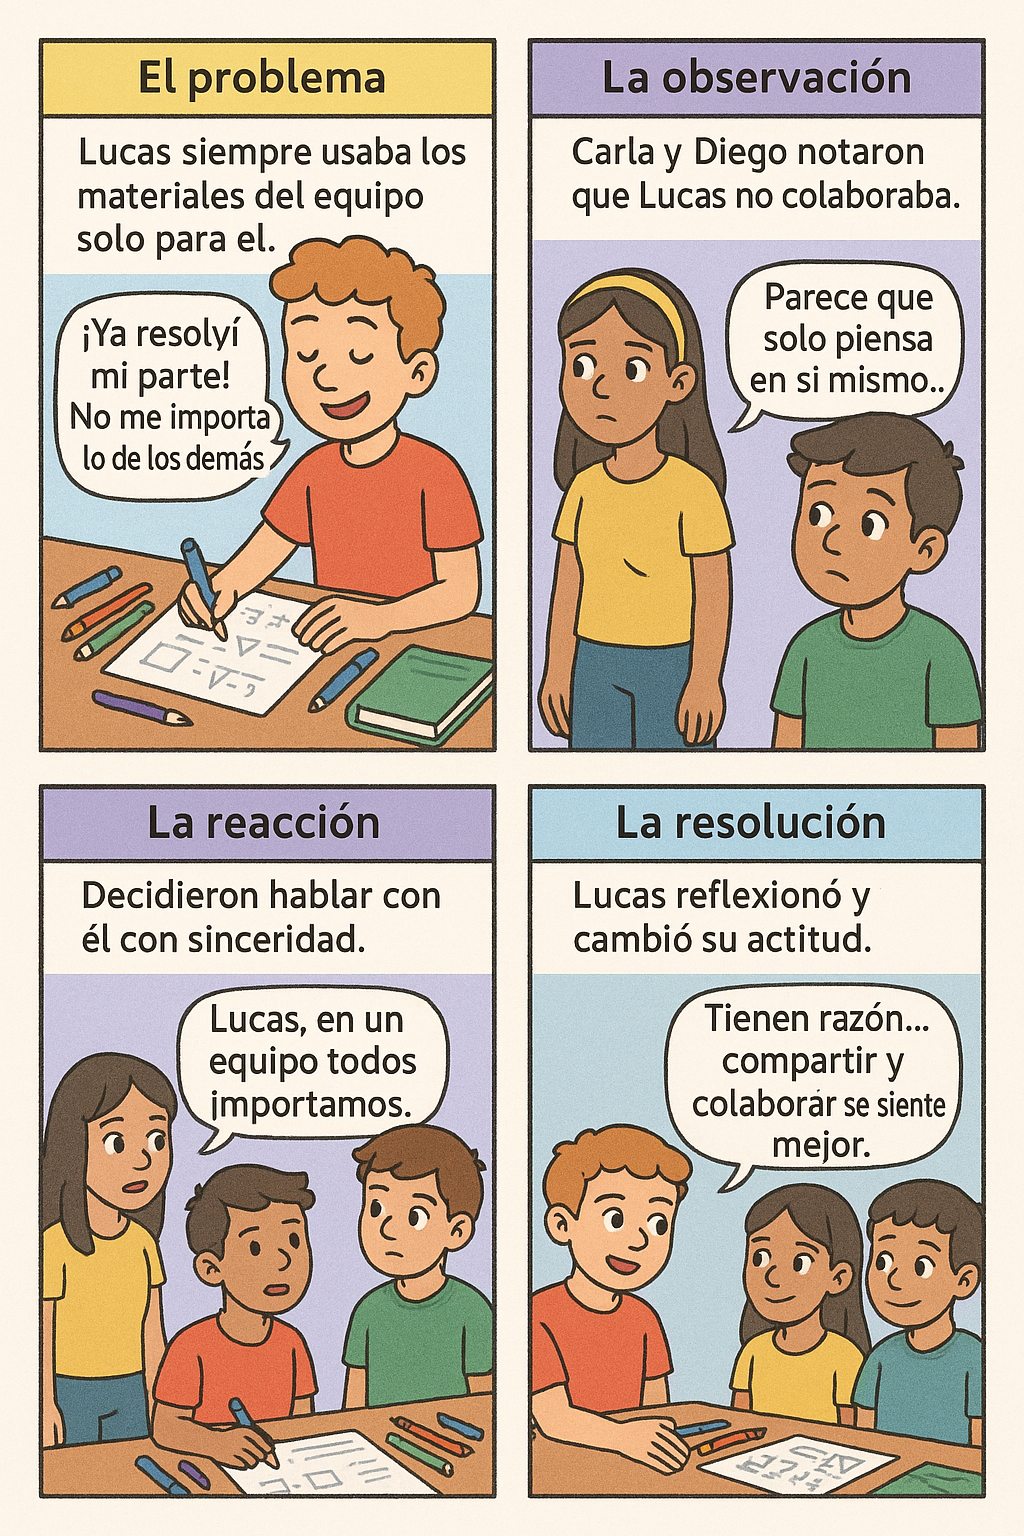 El problema
Lucas siempre usaba los
materiales del equipo
solo para el.
¡Ya resolyí
mi parte!
No me importa
lo de los demás
La observación
Carla y Diego notaron
que Lucas no colaboraba.
Parece que
solo piensa
en si mismo..
La reacción
Decidieron hablar con
él con sinceridad.
Lucas, en un
equipo todos
importamos.
La resolución
Lucas reflexionó y
cambió su actitud.
Tienen razón...
compartir y
colaborar se siente
mejor.